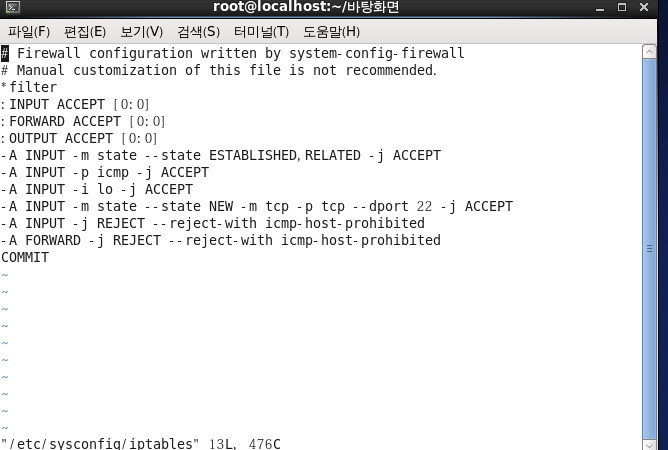 root@localhost:~/바탕화면
파일(F) 편집(E) 보기(V) 검색(S) 터미널(T) 도움말(H)
# Firewall configuration written by system-config-firewall
# Manual customization of this file is not recommended.
*filter
:INPUT ACCEPT [0:0]
:FORWARD ACCEPT [0:0]
:OUTPUT ACCEPT [0:0]
-A INPUT -m state --state ESTABLISHED,RELATED -j ACCEPT
-A INPUT -p icmp -j ACCEPT
-A INPUT -i lo -j ACCEPT
-A INPUT -m state --state NEW -m tcp -p tcp --dport 22 -j ACCEPT
-A INPUT -j REJECT --reject-with icmp-host-prohibited
-A FORWARD -j REJECT --reject-with icmp-host-prohibited
COMMIT
~
~
~
~
~
~
~
~
~
~
"/etc/sysconfig/iptables" 13L, 476C